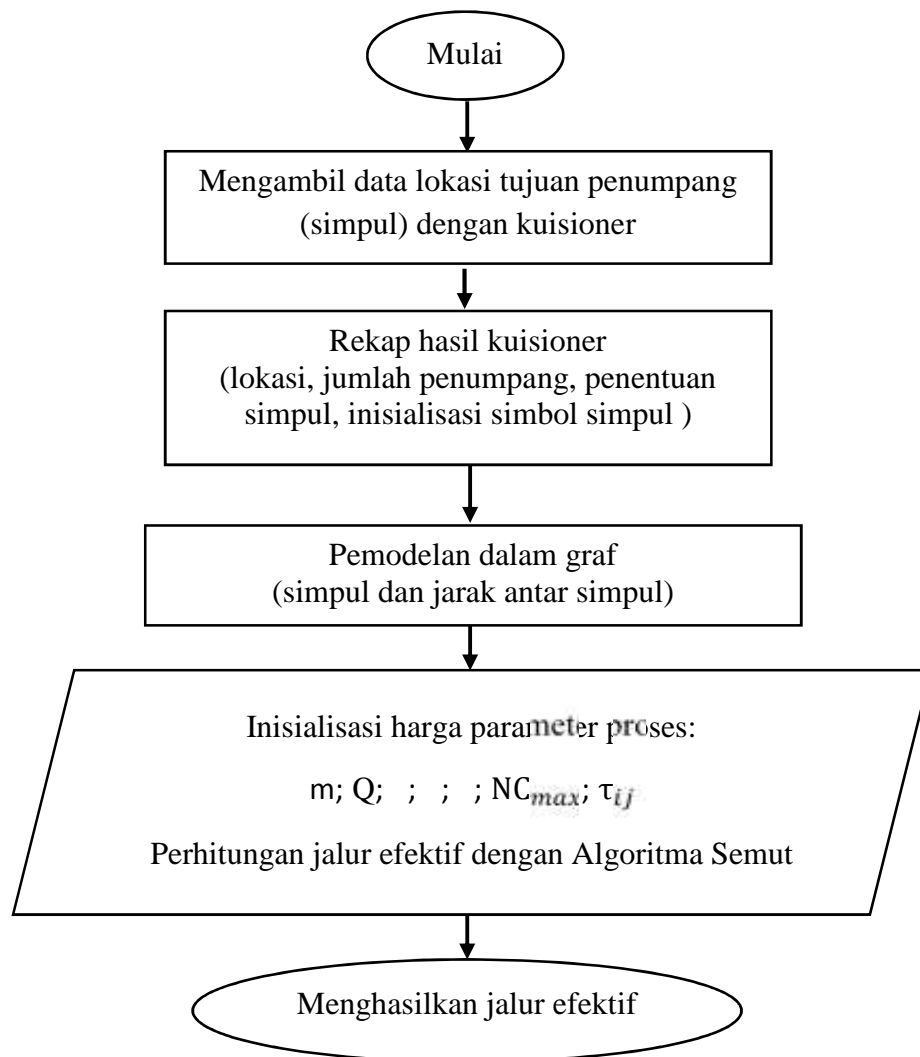 Mulai
Mengambil data lokasi tujuan penumpang
(simpul) dengan kuisioner
Rekap hasil kuisioner
(lokasi, jumlah penumpang, penentuan
simpul, inisialisasi simbol simpul )
Pemodelan dalam graf
(simpul dan jarak antar simpul)
Inisialisasi harga parameter proses:
m; Q; ; ; ; NCmax; τij
Perhitungan jalur efektif dengan Algoritma Semut
Menghasilkan jalur efektif